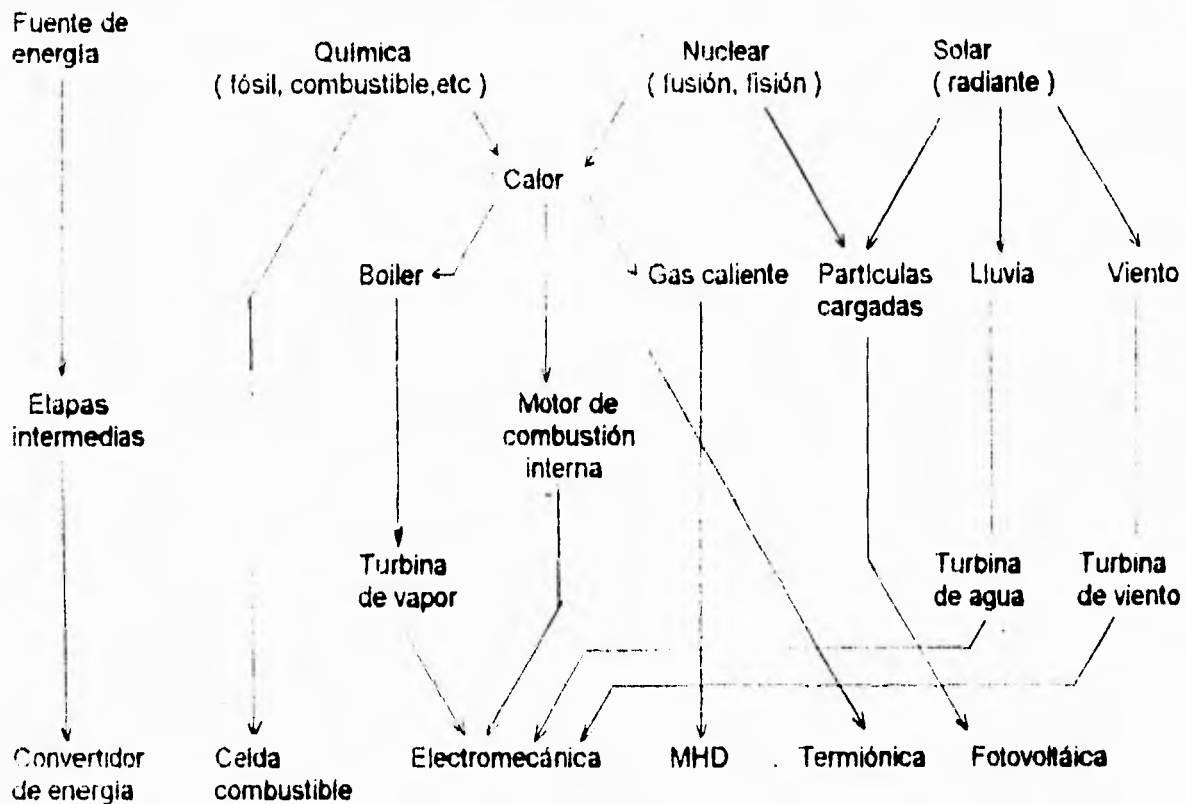 Fuente de
energía
Química
( fósil, combustible,etc )
Nuclear
( fusión, fisión )
Solar
( radiante )
Calor
Boiler
Gas caliente
Partículas
cargadas
Lluvia
Viento
Etapas
intermedias
Motor de
combustión
interna
Turbina
de vapor
Turbina
de agua
Turbina
de viento
Convertidor
de energía
Celda
combustible
Electromecánica
MHD
Termiónica
Fotovoltáica